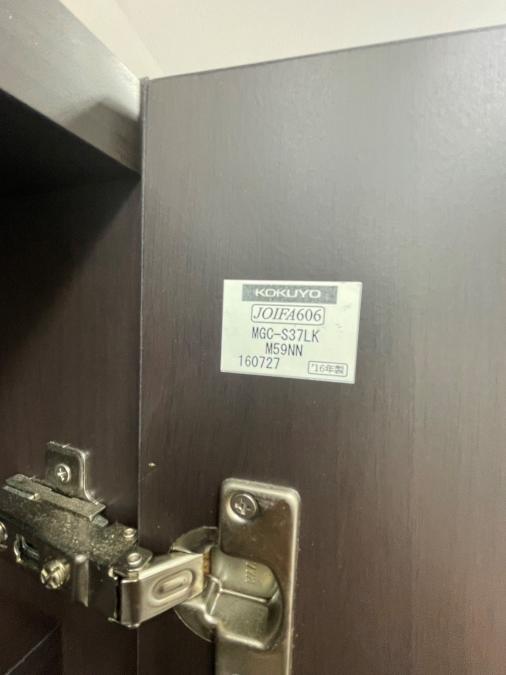 KOKUYO
JOIFA606
MGC-S37LK
M59NN
160727
'16年製